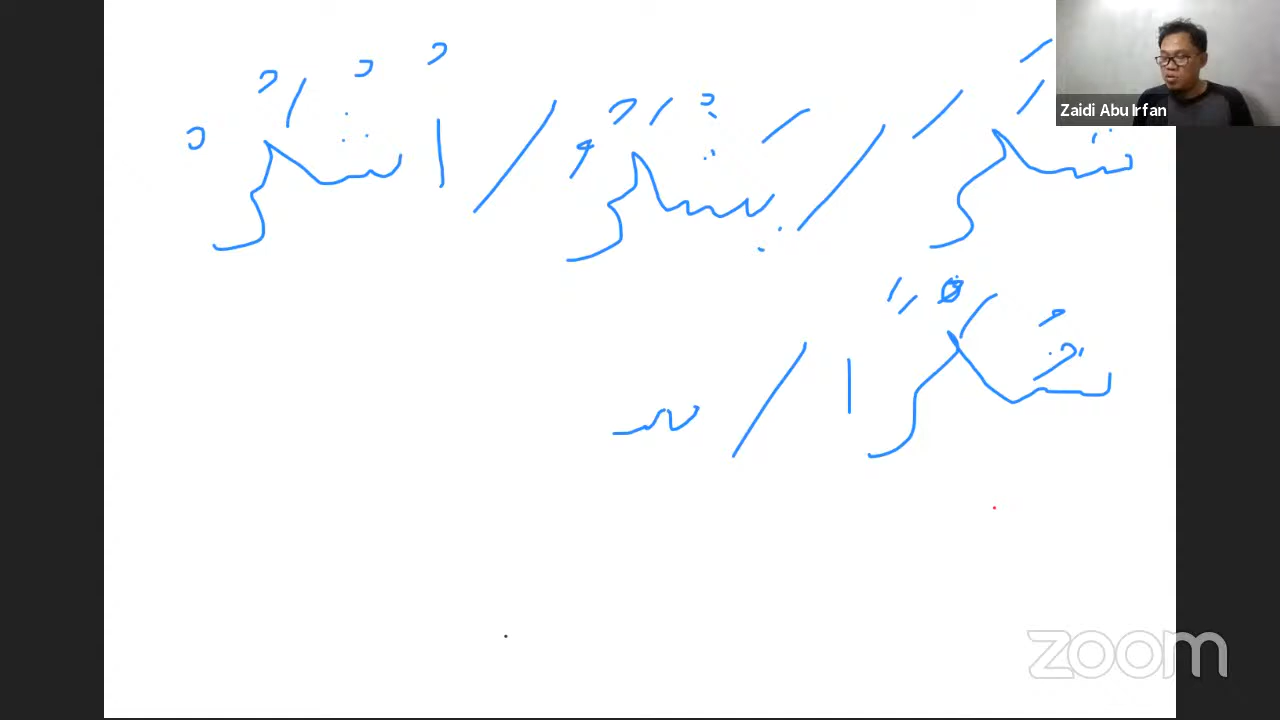 شَكَرَ / يَشْكُرُ / اُشْكُرْ
شُكْرًا /
Zaidi Abu Irfan
zoom